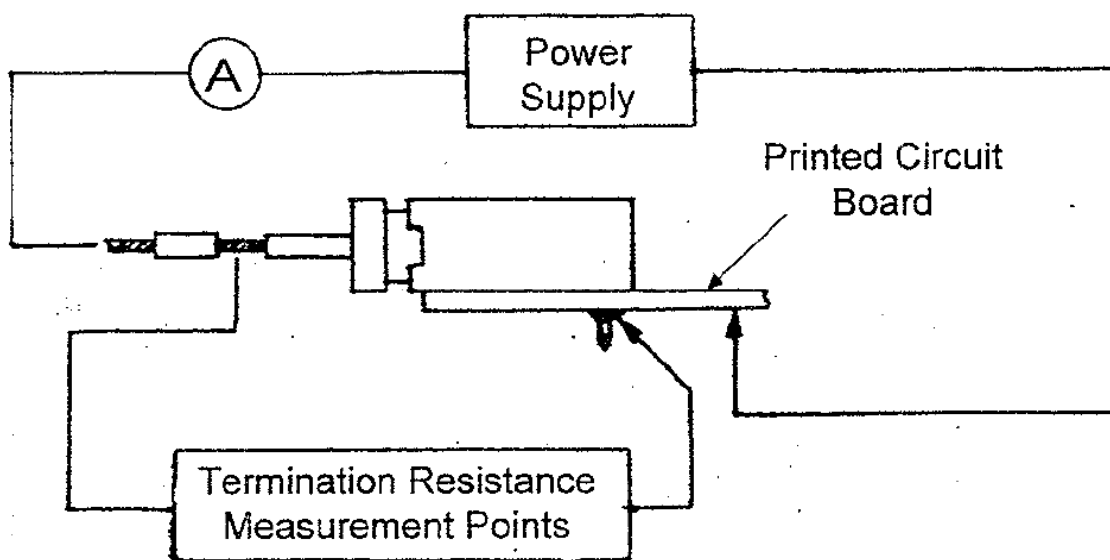 A
Power
Supply
Printed Circuit
Board
Termination Resistance
Measurement Points